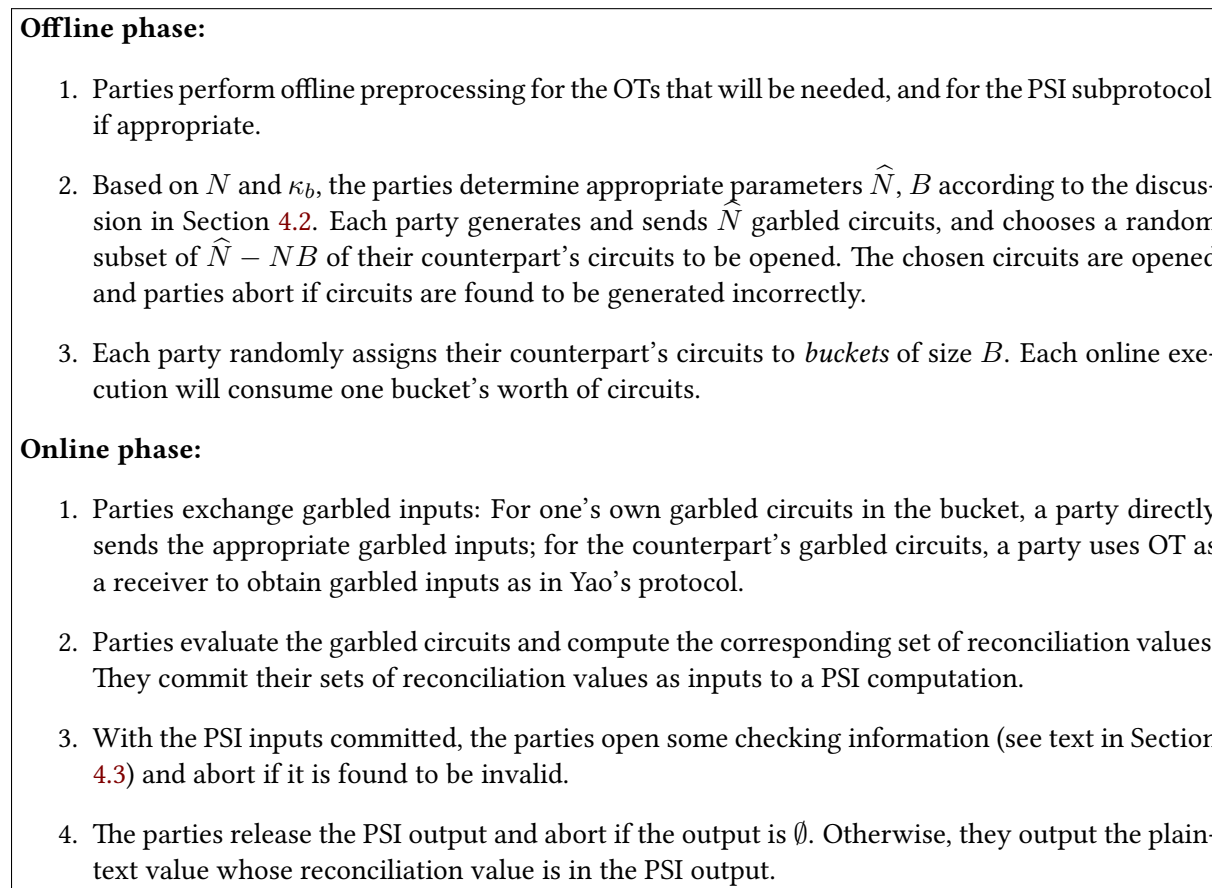 Offline phase:
1. Parties perform offline preprocessing for the OTs that will be needed, and for the PSI subprotocol
if appropriate.
2. Based on N and κ_b, the parties determine appropriate parameters N̂, B according to the discus-
sion in Section 4.2. Each party generates and sends N̂ garbled circuits, and chooses a random
subset of N̂ − NB of their counterpart's circuits to be opened. The chosen circuits are opened
and parties abort if circuits are found to be generated incorrectly.
3. Each party randomly assigns their counterpart's circuits to buckets of size B. Each online exe-
cution will consume one bucket's worth of circuits.
Online phase:
1. Parties exchange garbled inputs: For one's own garbled circuits in the bucket, a party directly
sends the appropriate garbled inputs; for the counterpart's garbled circuits, a party uses OT as
a receiver to obtain garbled inputs as in Yao's protocol.
2. Parties evaluate the garbled circuits and compute the corresponding set of reconciliation values
They commit their sets of reconciliation values as inputs to a PSI computation.
3. With the PSI inputs committed, the parties open some checking information (see text in Section
4.3) and abort if it is found to be invalid.
4. The parties release the PSI output and abort if the output is ∅. Otherwise, they output the plain-
text value whose reconciliation value is in the PSI output.